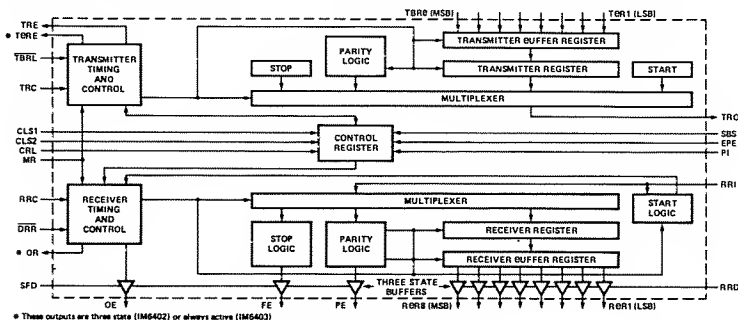 TBR8 (MSB) TBR1 (LSB)
TRE
* TBRE
TBRL
TRC
TRANSMITTER TIMING AND CONTROL
TRANSMITTER BUFFER REGISTER
PARITY LOGIC
STOP
TRANSMITTER REGISTER
START
MULTIPLEXER
TRO
CLS1
CLS2
CRL
MR
CONTROL REGISTER
SBS
EPE
PI
RRC
DRR
* DR
RECEIVER TIMING AND CONTROL
MULTIPLEXER
RRI
START LOGIC
STOP LOGIC
PARITY LOGIC
RECEIVER REGISTER
RECEIVER BUFFER REGISTER
SFD
THREE STATE BUFFERS
RRD
OE
FE
PE
RBR8 (MSB)
RBR1 (LSB)
* These outputs are three state (IM6402) or always active (IM6403)